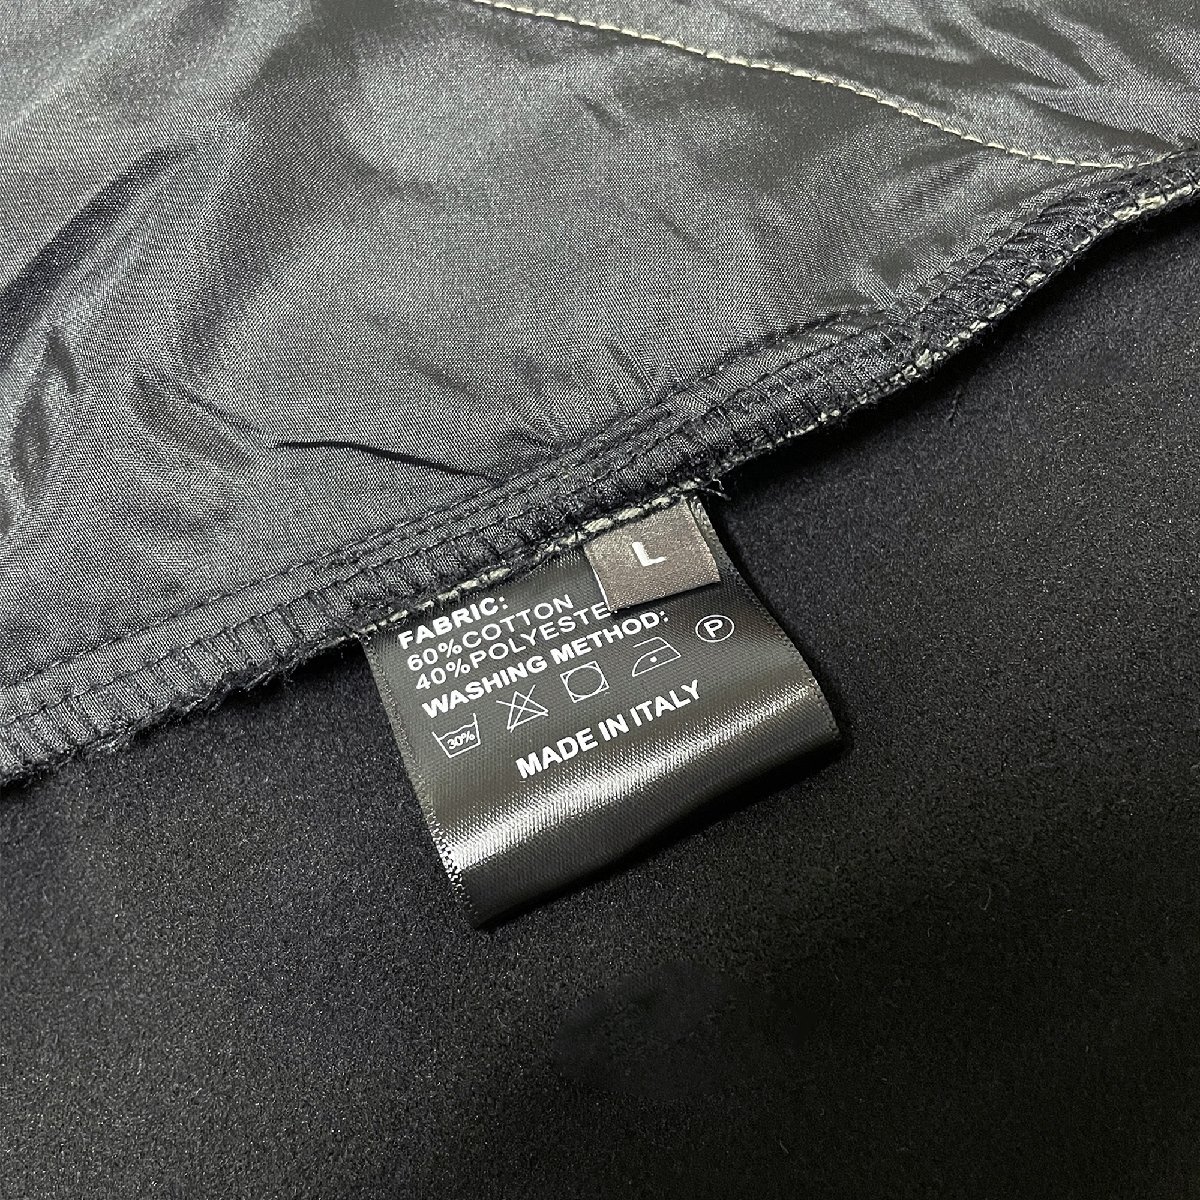 L
FABRIC:
60%COTTON
40%POLYESTE
WASHING METHOD:
30%
P
MADE IN ITALY